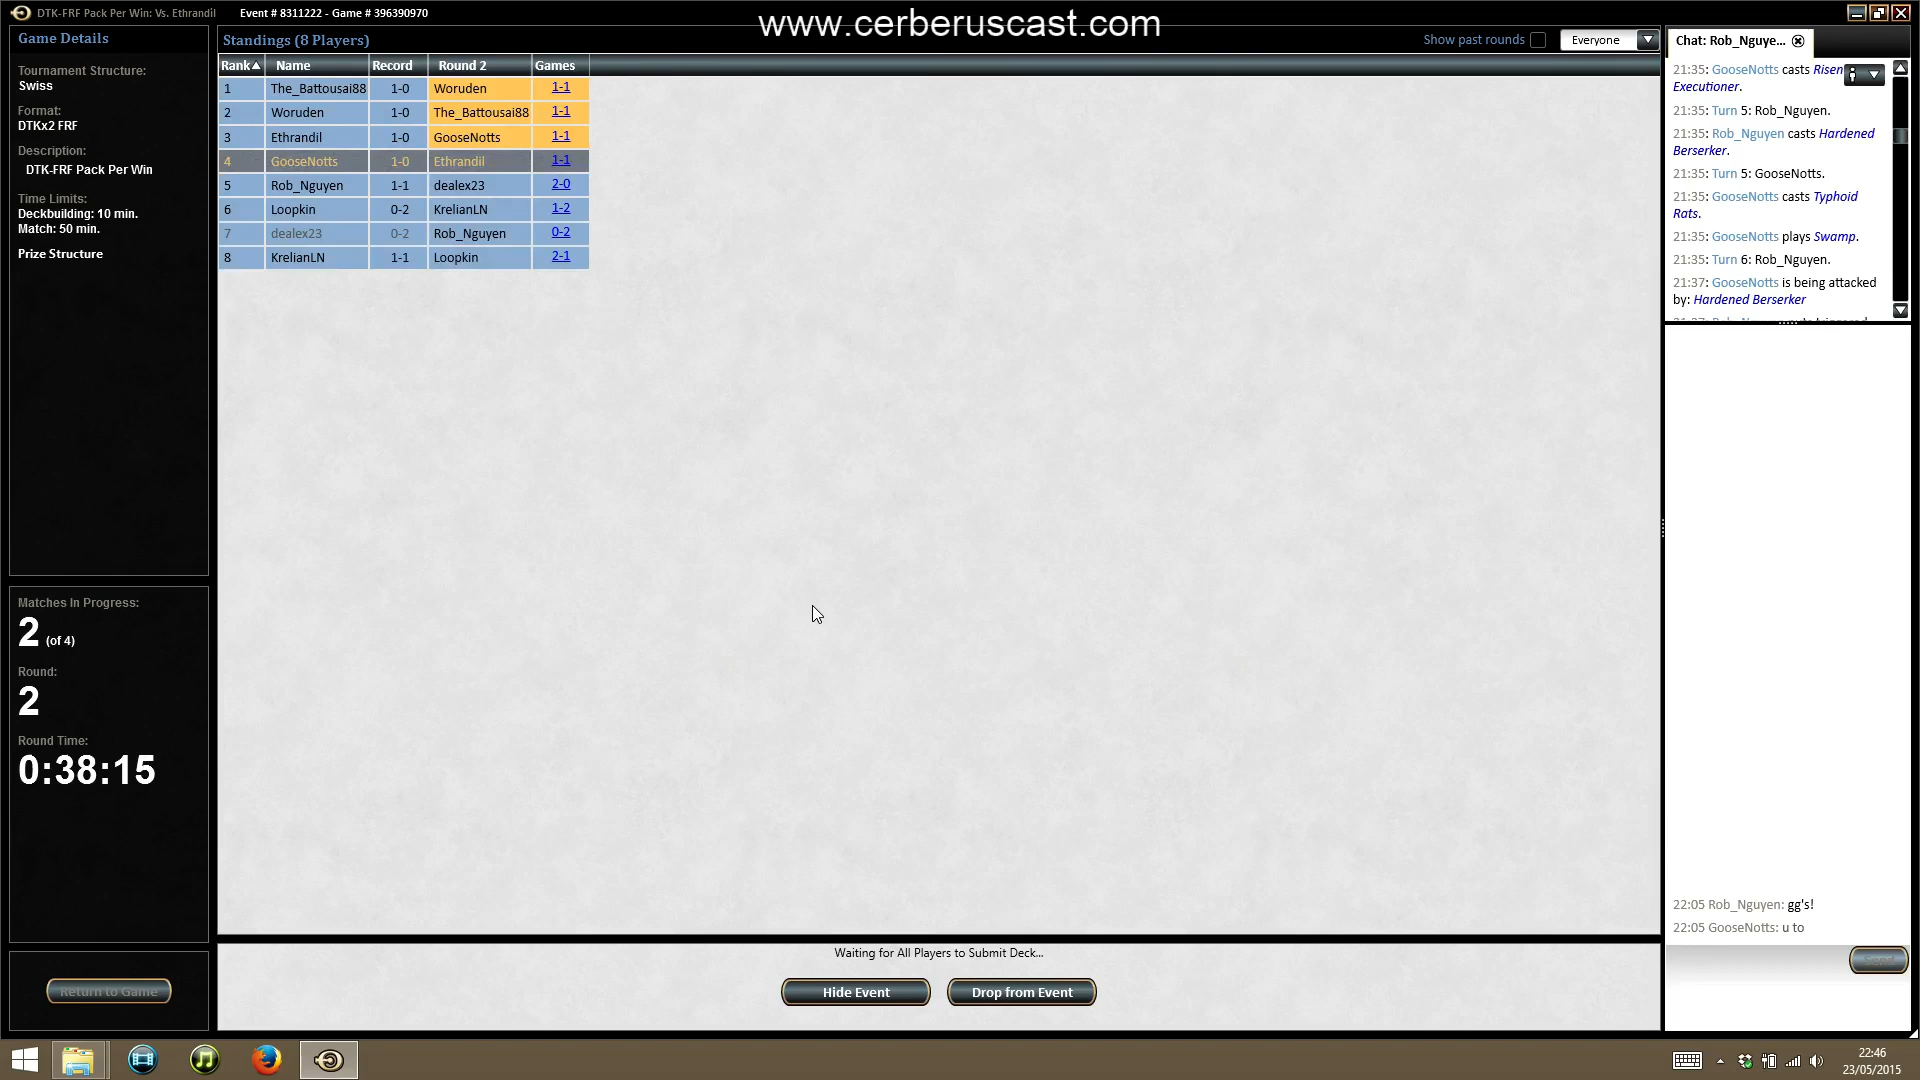 DTK-FRF Pack Per Win: Vs. Ethrandil
Event # 8311222 - Game # 396390970
www.cerberuscast.com
Game Details
Tournament Structure:
Swiss
Format:
DTKx2 FRF
Description:
DTK-FRF Pack Per Win
Time Limits:
Deckbuilding: 10 min.
Match: 50 min.
Prize Structure
Standings (8 Players)
Show past rounds
Everyone
Rank Name Record Round 2 Games
1 The_Battousai88 1-0 Woruden 1-1
2 Woruden 1-0 The_Battousai88 1-1
3 Ethrandil 1-0 GooseNotts 1-1
4 GooseNotts 1-0 Ethrandil 1-1
5 Rob_Nguyen 1-1 dealex23 2-0
6 Loopkin 0-2 KrelianLN 1-2
7 dealex23 0-2 Rob_Nguyen 0-2
8 KrelianLN 1-1 Loopkin 2-1
Chat: Rob_Nguye...
21:35: GooseNotts casts Risen
Executioner.
21:35: Turn 5: Rob_Nguyen.
21:35: Rob_Nguyen casts Hardened
Berserker.
21:35: Turn 5: GooseNotts.
21:35: GooseNotts casts Typhoid
Rats.
21:35: GooseNotts plays Swamp.
21:35: Turn 6: Rob_Nguyen.
21:37: GooseNotts is being attacked
by: Hardened Berserker
22:05 Rob_Nguyen: gg's!
22:05 GooseNotts: u to
Matches In Progress:
2 (of 4)
Round:
2
Round Time:
0:38:15
Return to Game
Waiting for All Players to Submit Deck...
Hide Event
Drop from Event
22:46
23/05/2015